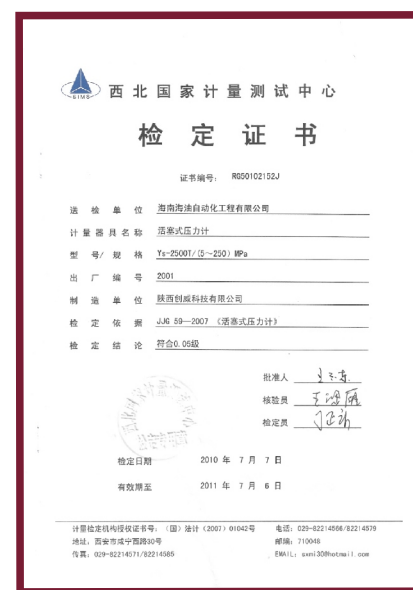 西北国家计量测试中心
检定证书
证书编号: RG50102152J
送检单位 海南海油自动化工程有限公司
计量器具名称 活塞式压力计
型号/规格 Ys-2500T/(5~250) MPa
出厂编号 2001
制造单位 陕西创威科技有限公司
检定依据 JJG 59—2007 《活塞式压力计》
检定结论 符合0.05级
批准人
核验员
检定员
检定日期 2010 年 7 月 7 日
有效期至 2011 年 7 月 6 日
计量检定机构授权证书号: (国) 法计 (2007) 01042号 电话: 029-82214566/82214579
地址: 西安市咸宁西路30号 邮编: 710048
传真: 029-82214571/82214585 EMAIL: sxmi30@hotmail.com